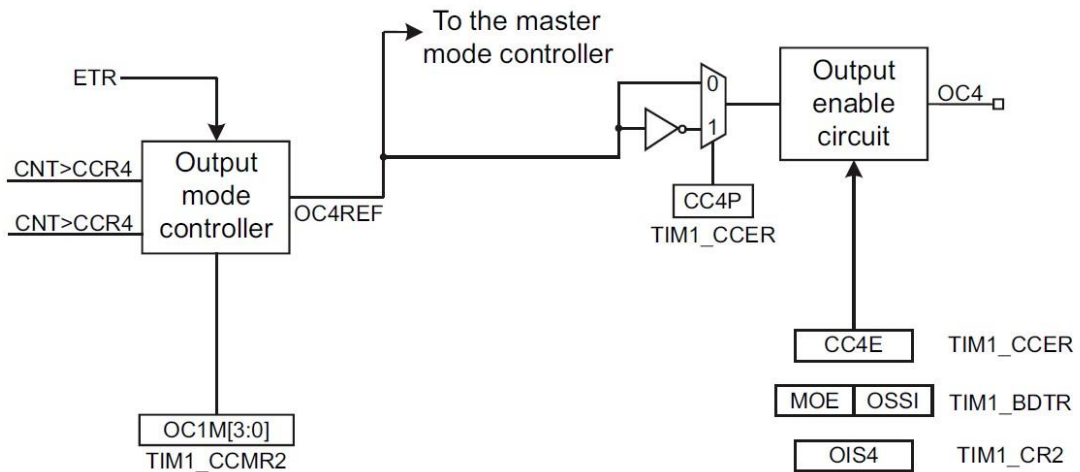 To the master
mode controller
ETR
0
1
Output
enable
circuit
OC4
CNT>CCR4
CNT>CCR4
Output
mode
controller
OC4REF
CC4P
TIM1_CCER
CC4E
TIM1_CCER
MOE OSSI
TIM1_BDTR
OC1M[3:0]
TIM1_CCMR2
OIS4
TIM1_CR2